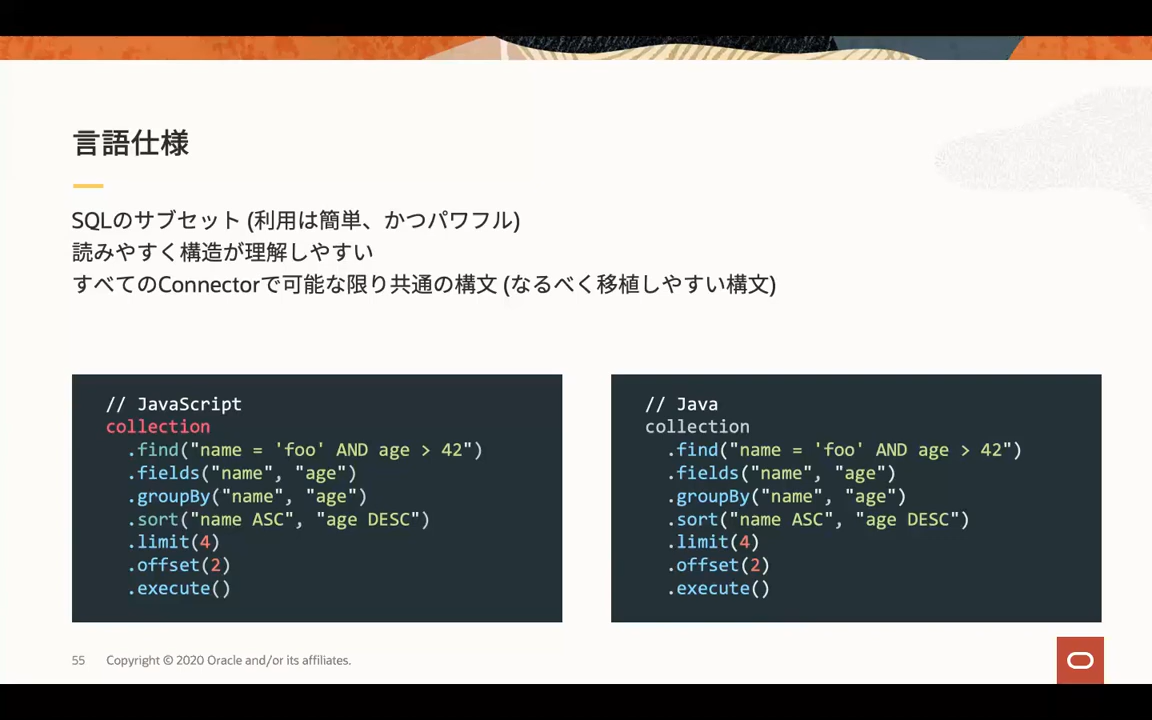 言語仕様
SQLのサブセット (利用は簡単、かつパワフル)
読みやすく構造が理解しやすい
すべてのConnectorで可能な限り共通の構文 (なるべく移植しやすい構文)
// JavaScript
collection
.find("name = 'foo' AND age > 42")
.fields("name", "age")
.groupBy("name", "age")
.sort("name ASC", "age DESC")
.limit(4)
.offset(2)
.execute()
// Java
collection
.find("name = 'foo' AND age > 42")
.fields("name", "age")
.groupBy("name", "age")
.sort("name ASC", "age DESC")
.limit(4)
.offset(2)
.execute()
55 Copyright © 2020 Oracle and/or its affiliates.